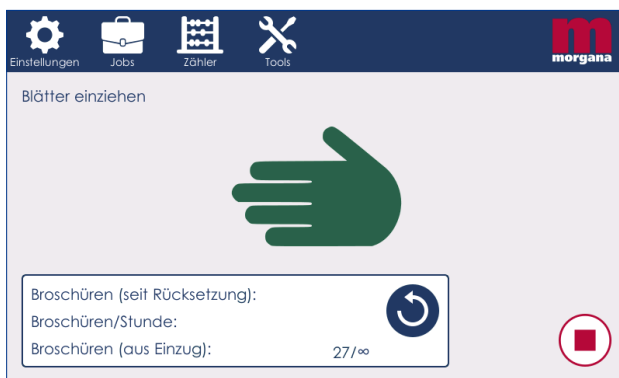 Einstellungen Jobs Zähler Tools
m
morgana
Blätter einziehen
Broschüren (seit Rücksetzung):
Broschüren/Stunde:
Broschüren (aus Einzug): 27/∞